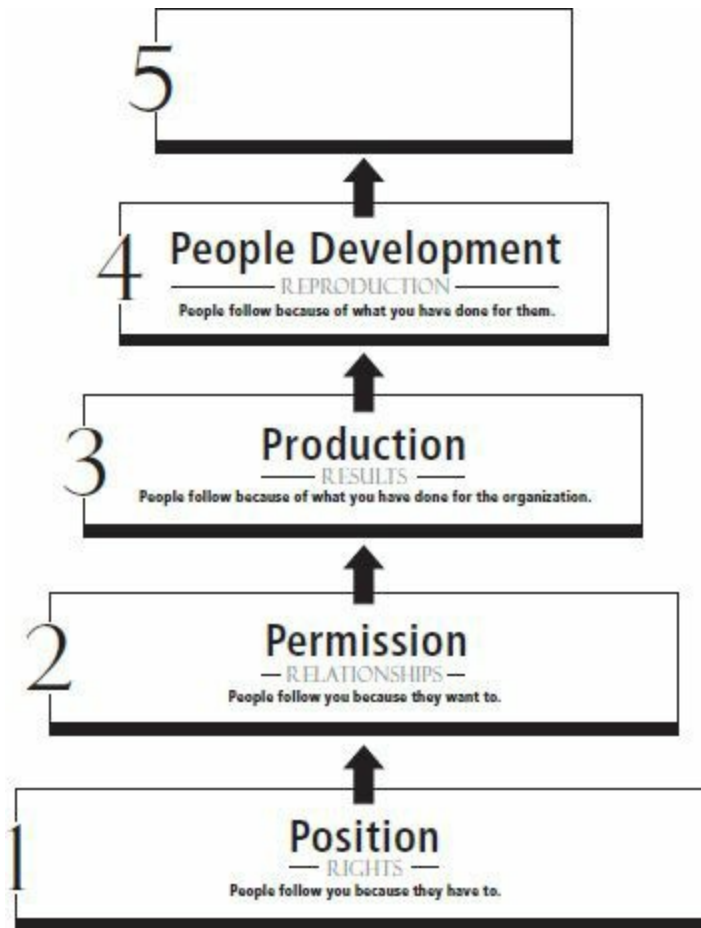 5
4
People Development
REPRODUCTION
People follow because of what you have done for them.
3
Production
RESULTS
People follow because of what you have done for the organization.
2
Permission
RELATIONSHIPS
People follow you because they want to.
1
Position
RIGHTS
People follow you because they have to.